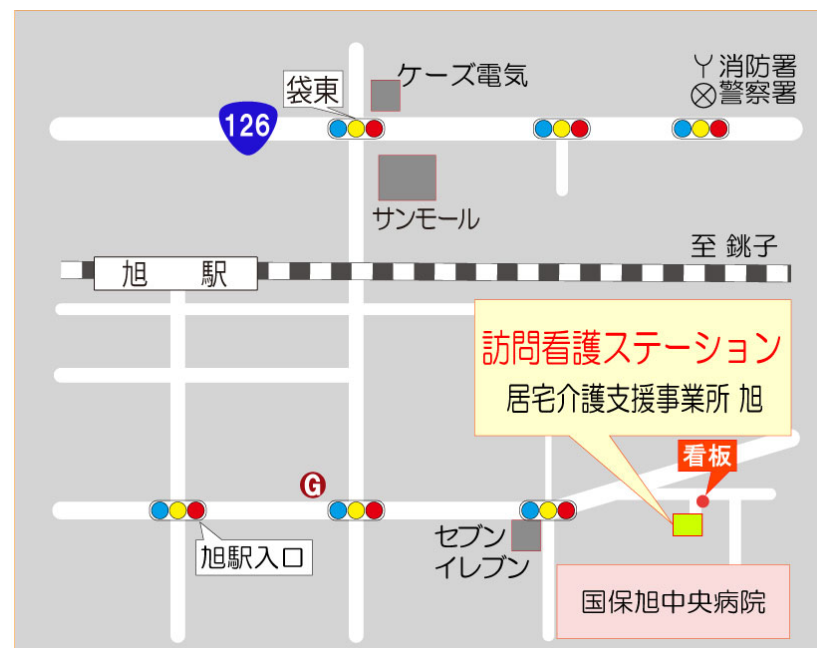 ケーズ電気
消防署
警察署
袋東
126
サンモール
至 銚子
旭 駅
訪問看護ステーション
居宅介護支援事業所 旭
看板
G
セブン
イレブン
旭駅入口
国保旭中央病院